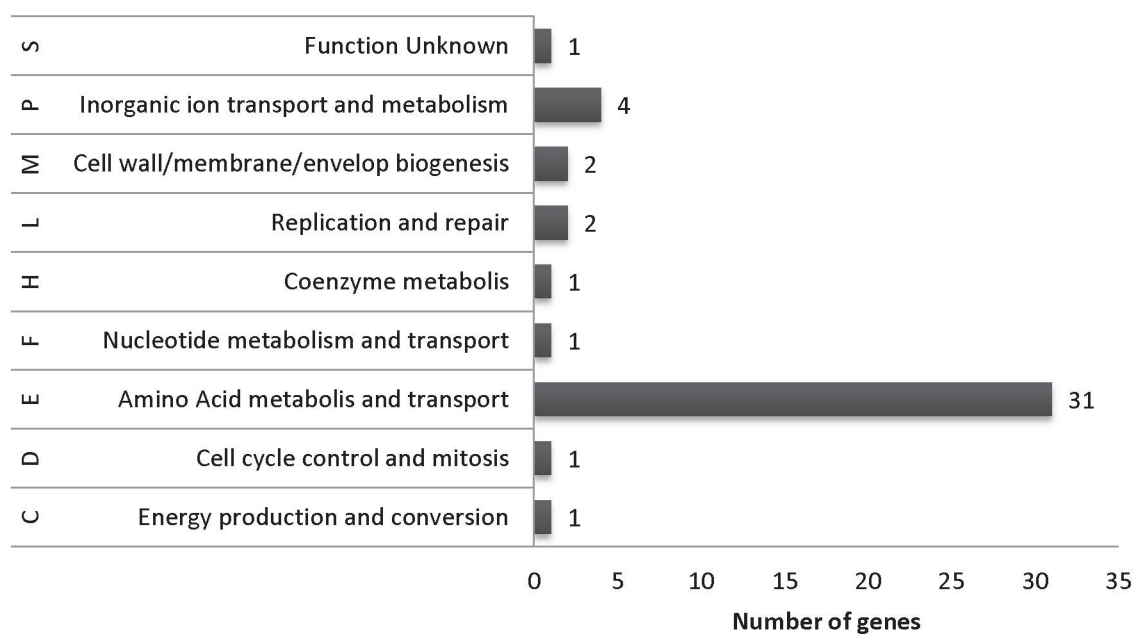 S Function Unknown 1
P Inorganic ion transport and metabolism 4
M Cell wall/membrane/envelop biogenesis 2
L Replication and repair 2
H Coenzyme metabolis 1
F Nucleotide metabolism and transport 1
E Amino Acid metabolis and transport 31
D Cell cycle control and mitosis 1
C Energy production and conversion 1
0 5 10 15 20 25 30 35
Number of genes